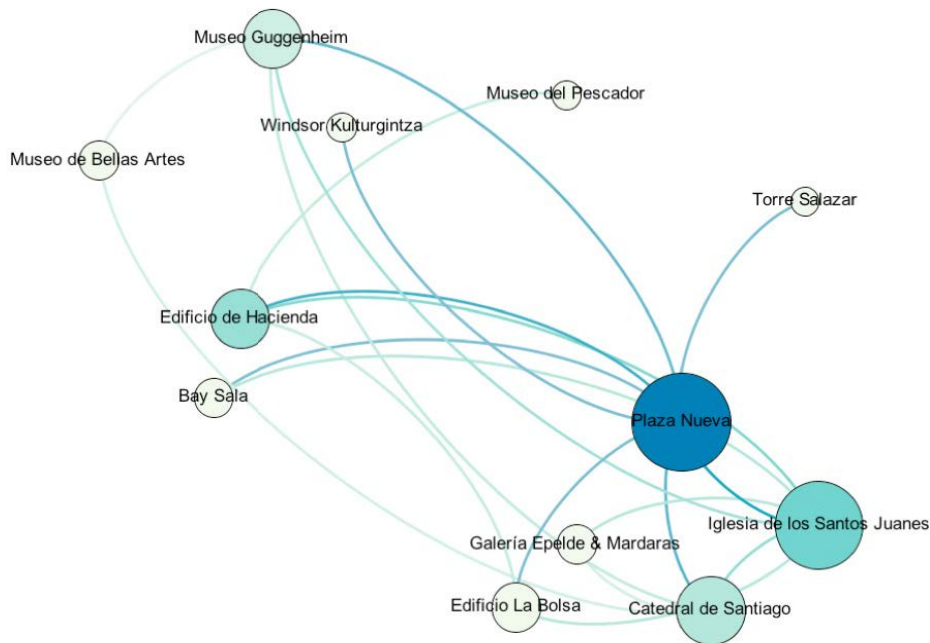 Museo Guggenheim
Museo del Pescador
Windsor Kulturgintza
Museo de Bellas Artes
Torre Salazar
Edificio de Hacienda
Bay Sala
Plaza Nueva
Iglesia de los Santos Juanes
Galería Epelde & Mardaras
Edificio La Bolsa
Catedral de Santiago